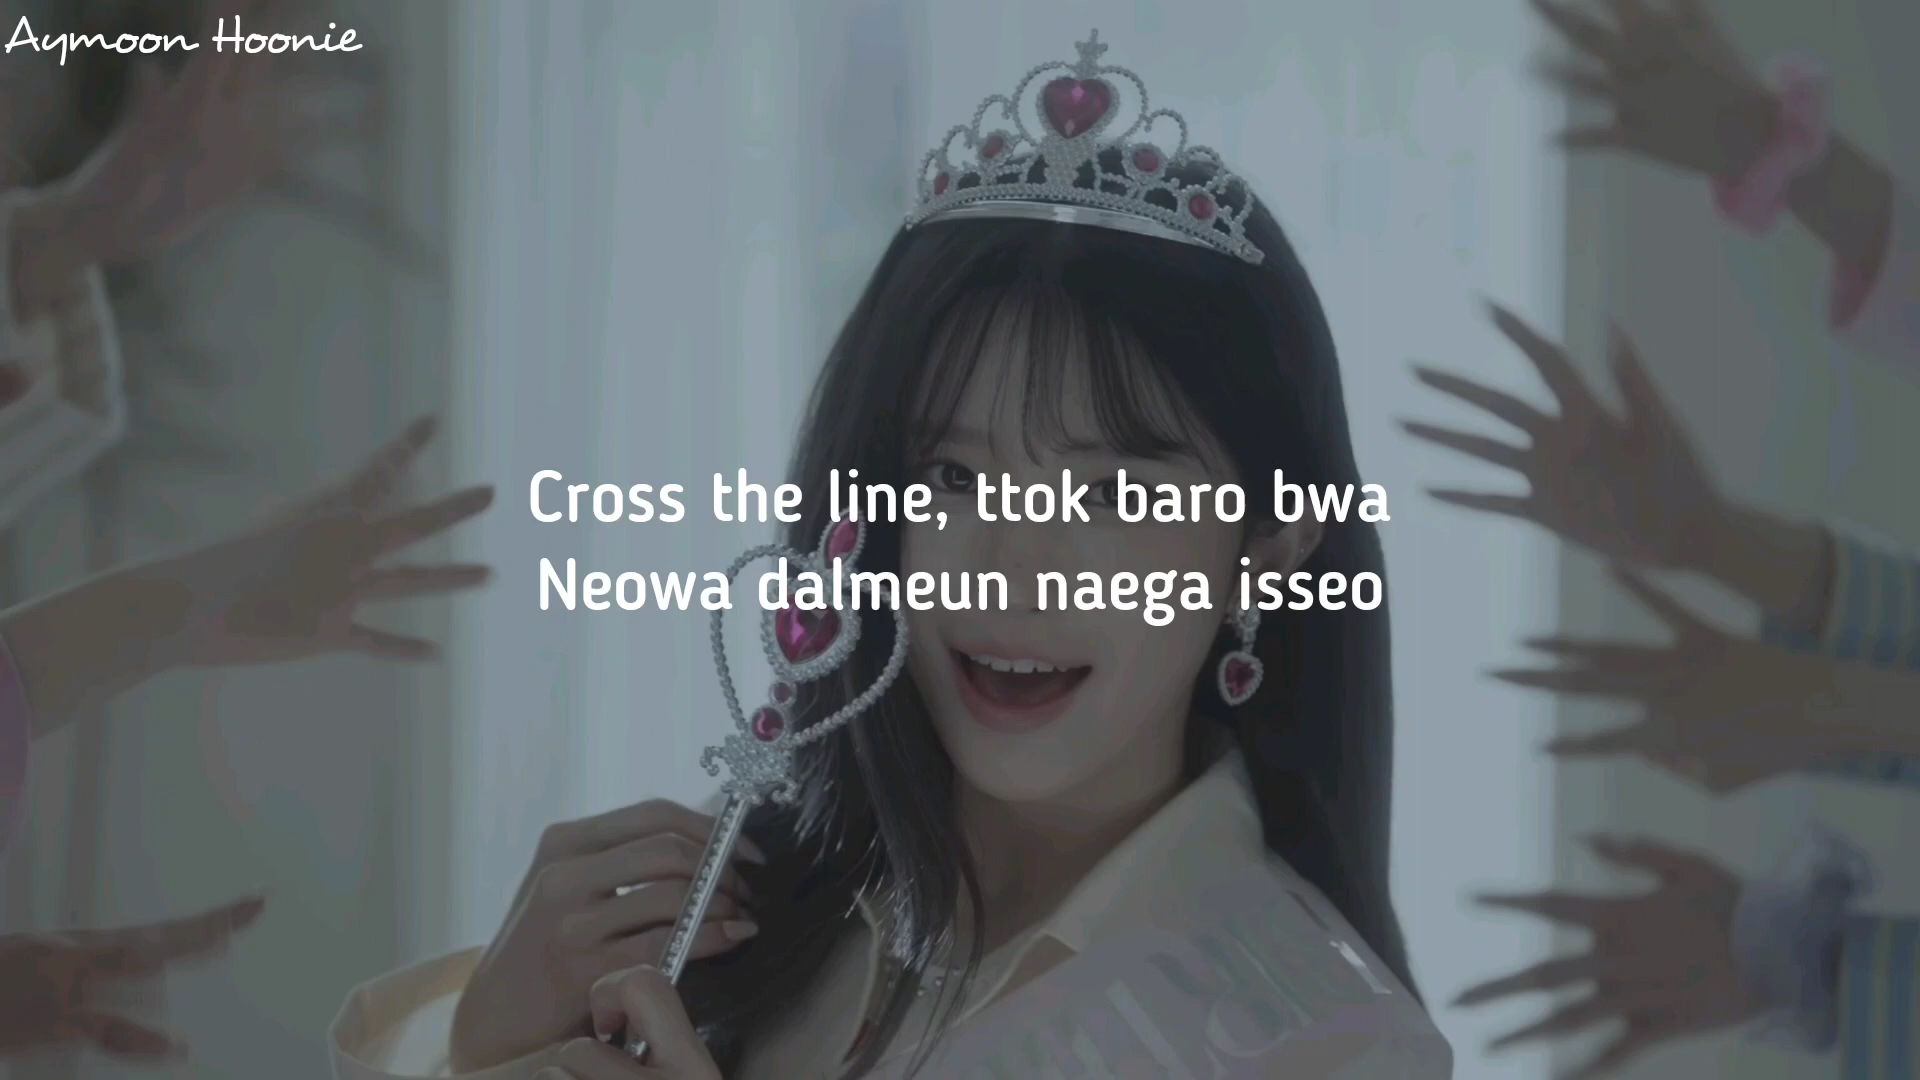 Aymoon Hoonie
Cross the line, ttok baro bwa
Neowa dalmeun naega isseo